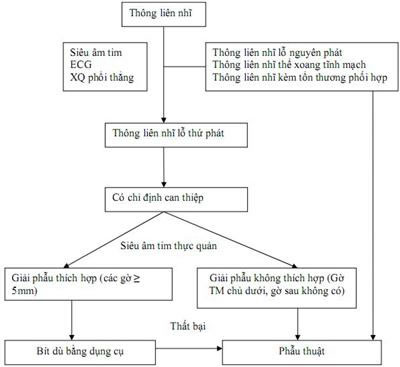 Thông liên nhĩ
Siêu âm tim
ECG
XQ phổi thẳng
Thông liên nhĩ lỗ nguyên phát
Thông liên nhĩ thể xoang tĩnh mạch
Thông liên nhĩ kèm tổn thương phối hợp
Thông liên nhĩ lỗ thứ phát
Có chỉ định can thiệp
Siêu âm tim thực quản
Giải phẫu thích hợp (các gờ ≥
5mm)
Giải phẫu không thích hợp (Gờ
TM chủ dưới, gờ sau không có)
Thất bại
Bít dù bằng dụng cụ
Phẫu thuật